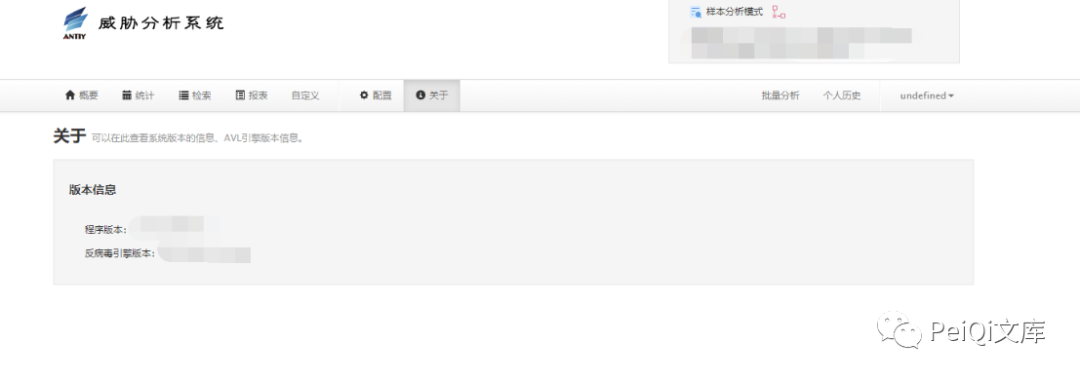 ANTIY 威胁分析系统
样本分析模式
概要 统计 检索 报表 自定义 配置 关于 批量分析 个人历史 undefined
关于 可以在此查看系统版本的信息、AVL引擎版本信息。
版本信息
程序版本：
反病毒引擎版本：
PeiQi文库